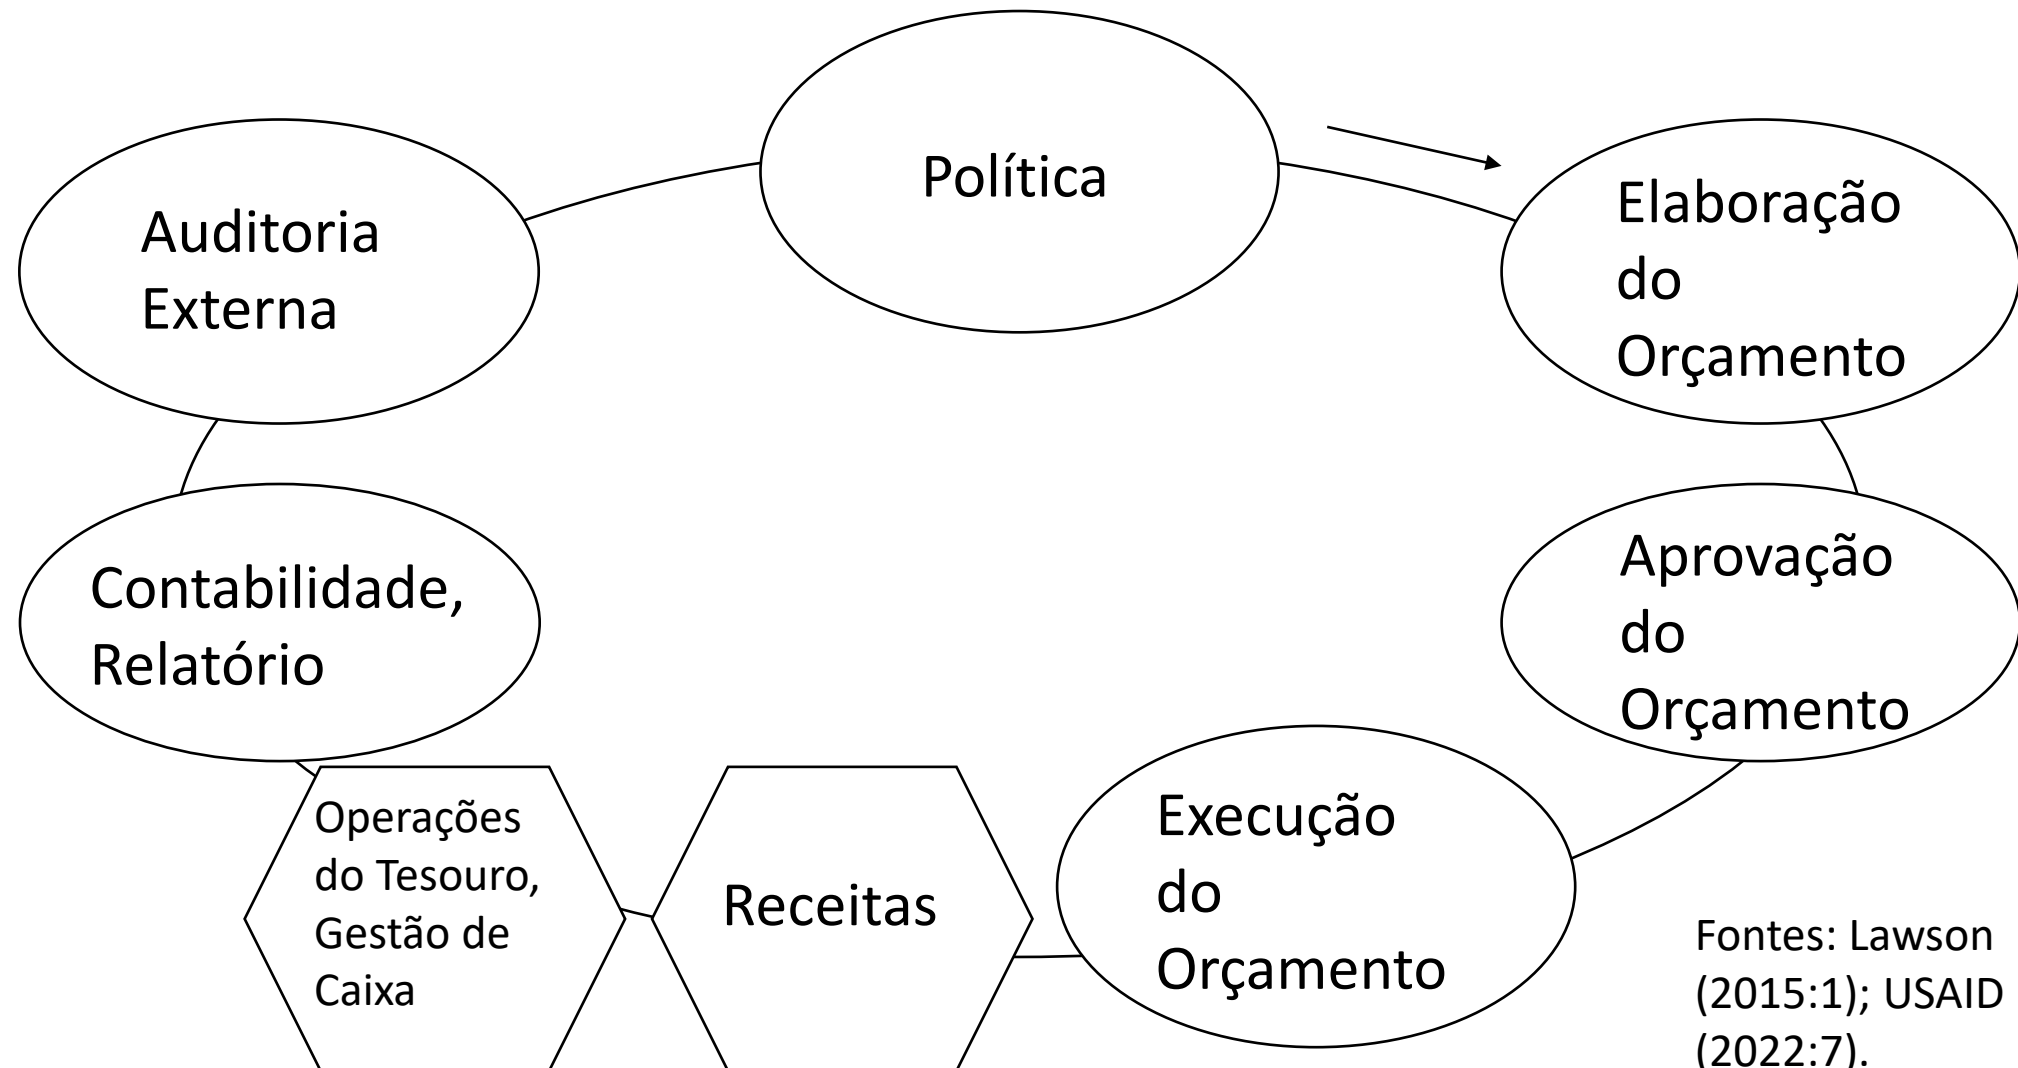 Política
Elaboração
do
Orçamento
Aprovação
do
Orçamento
Execução
do
Orçamento
Receitas
Operações
do Tesouro,
Gestão de
Caixa
Contabilidade,
Relatório
Auditoria
Externa
Fontes: Lawson
(2015:1); USAID
(2022:7).